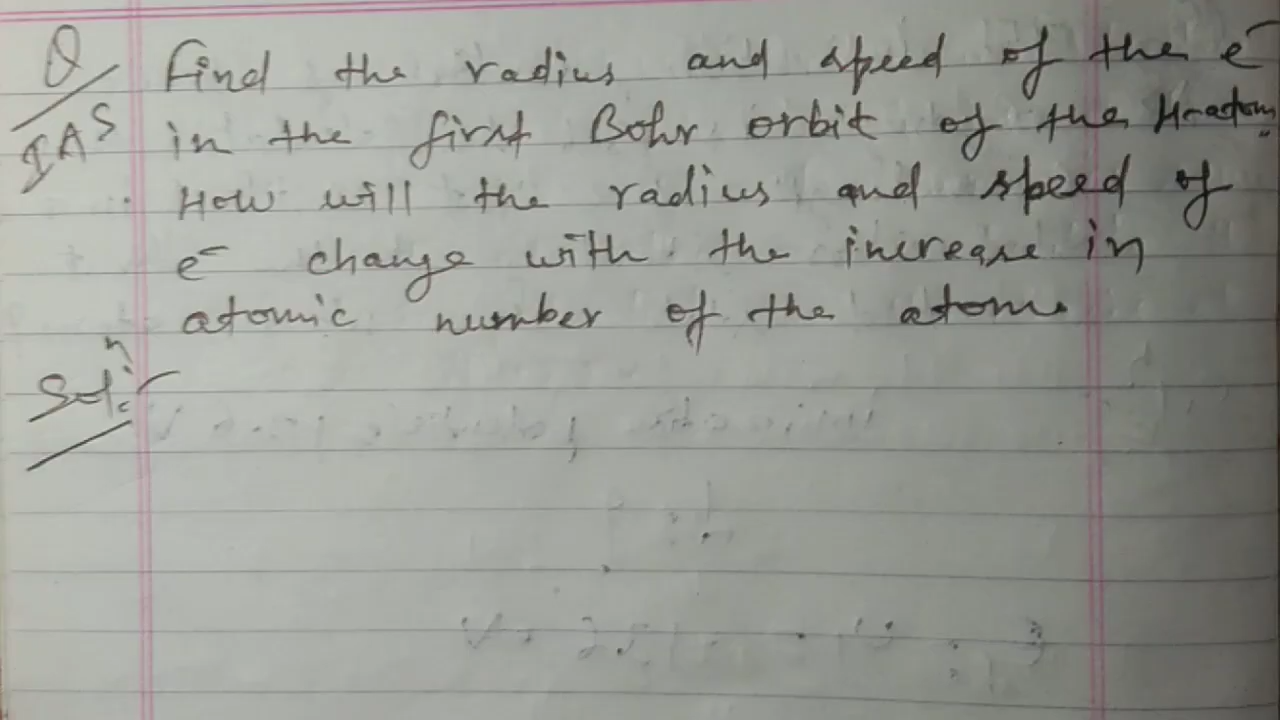 Q Find the radius and speed of the e⁻
IAS in the first Bohr orbit of the H-atom.
How will the radius and speed of
e⁻ change with the increase in
atomic number of the atom.
Solⁿ:-